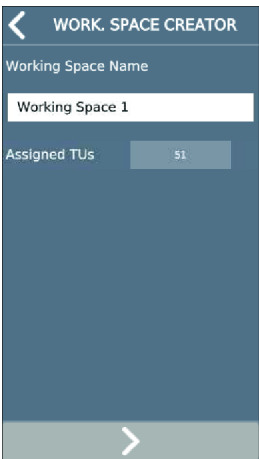 WORK. SPACE CREATOR
Working Space Name
Working Space 1
Assigned TUs 51